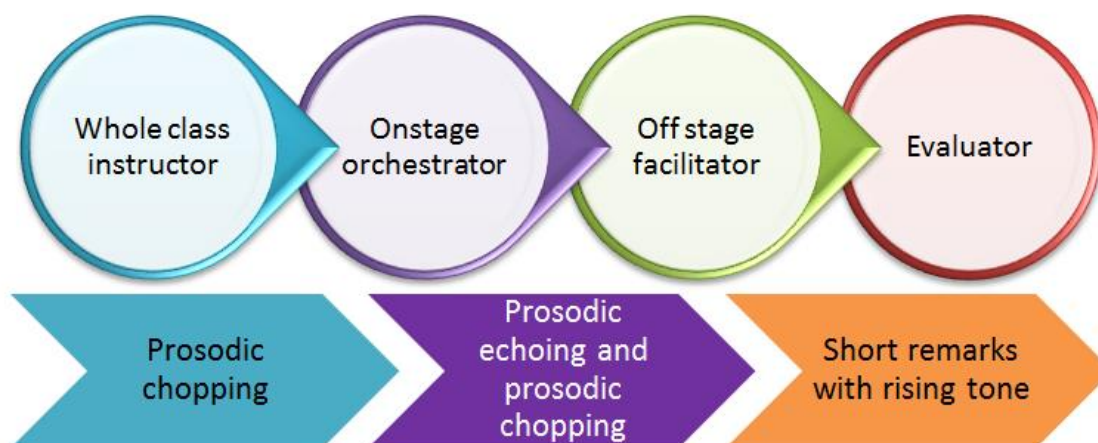 Whole class
instructor
Onstage
orchestrator
Off stage
facilitator
Evaluator
Prosodic
chopping
Prosodic
echoing and
prosodic
chopping
Short remarks
with rising tone